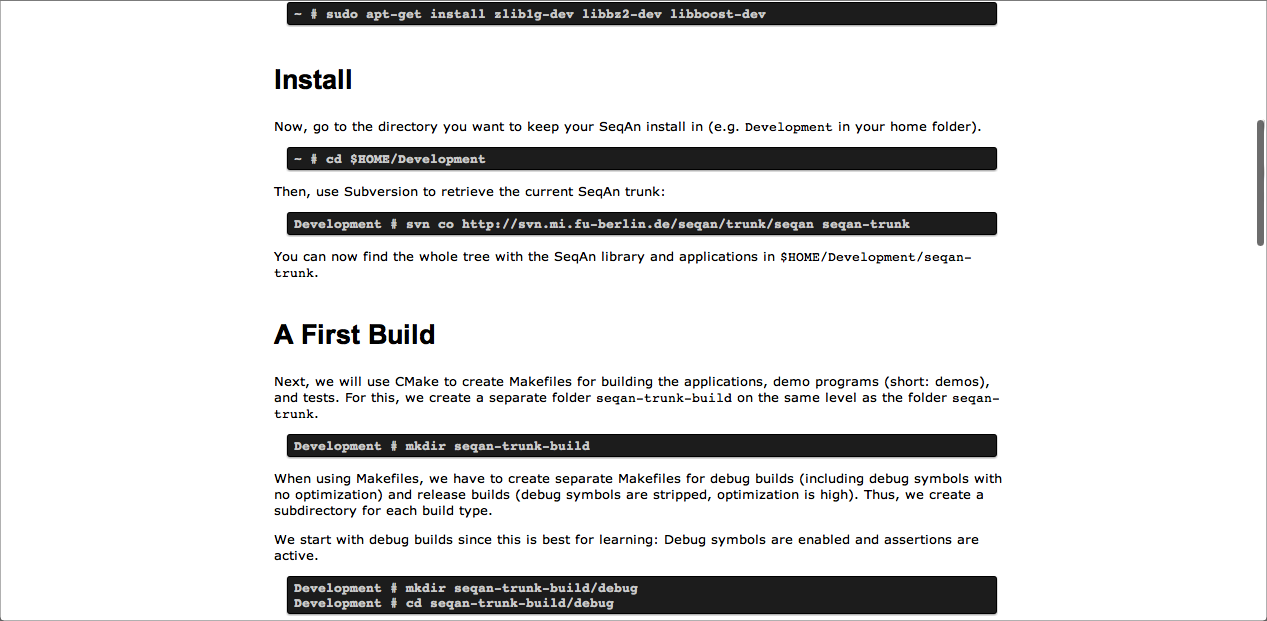 ~ # sudo apt-get install zlib1g-dev libbz2-dev libboost-dev
Install
Now, go to the directory you want to keep your SeqAn install in (e.g. Development in your home folder).
~ # cd $HOME/Development
Then, use Subversion to retrieve the current SeqAn trunk:
Development # svn co http://svn.mi.fu-berlin.de/seqan/trunk/seqan seqan-trunk
You can now find the whole tree with the SeqAn library and applications in $HOME/Development/seqan-
trunk.
A First Build
Next, we will use CMake to create Makefiles for building the applications, demo programs (short: demos),
and tests. For this, we create a separate folder seqan-trunk-build on the same level as the folder seqan-
trunk.
Development # mkdir seqan-trunk-build
When using Makefiles, we have to create separate Makefiles for debug builds (including debug symbols with
no optimization) and release builds (debug symbols are stripped, optimization is high). Thus, we create a
subdirectory for each build type.
We start with debug builds since this is best for learning: Debug symbols are enabled and assertions are
active.
Development # mkdir seqan-trunk-build/debug
Development # cd seqan-trunk-build/debug